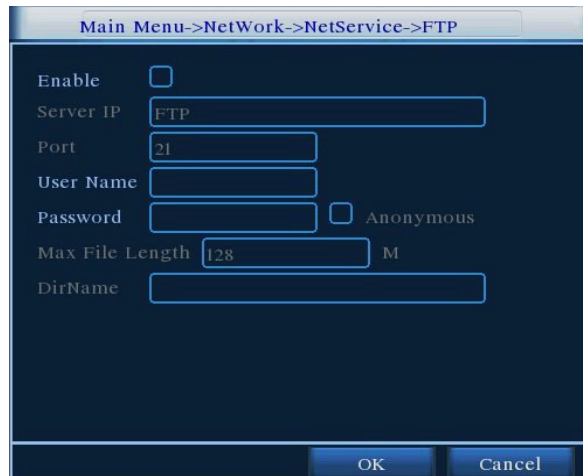 Main Menu->NetWork->NetService->FTP
Enable
Server IP FTP
Port 21
User Name
Password Anonymous
Max File Length 128 M
DirName
OK Cancel